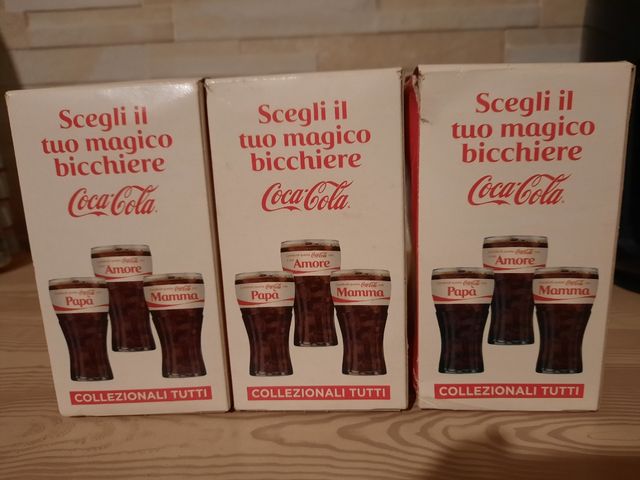 Scegli il
tuo magico
bicchiere
Coca-Cola
Amore
Papà
Mamma
COLLEZIONALI TUTTI
Scegli il
tuo magico
bicchiere
Coca-Cola
Amore
Papà
Mamma
COLLEZIONALI TUTTI
Scegli il
tuo magico
bicchiere
Coca-Cola
Amore
Papà
Mamma
COLLEZIONALI TUTTI